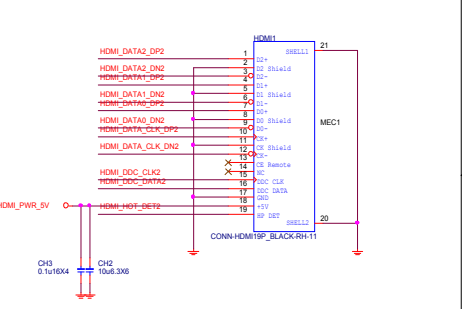 HDMI1
HDMI_DATA2_DP2 1 D2+ SHELL1 21
2 D2 Shield
HDMI_DATA2_DN2 3 D2-
HDMI_DATA1_DP2 4 D1+
5 D1 Shield
HDMI_DATA1_DN2 6 D1-
HDMI_DATA0_DP2 7 D0+
8 D0 Shield MEC1
HDMI_DATA0_DN2 9 D0-
HDMI_DATA_CLK_DP2 10 CK+
11 CK Shield
HDMI_DATA_CLK_DN2 12 CK-
13 CE Remote
14 NC
HDMI_DDC_CLK2 15 DDC CLK
HDMI_DDC_DATA2 16 DDC DATA
17 GND
HDMI_PWR_5V 18 +5V
HDMI_HOT_DET2 19 HP DET SHELL2 20
CONN-HDMI19P_BLACK-RH-11
CH3 CH2
0.1u16X4 10u6.3X6